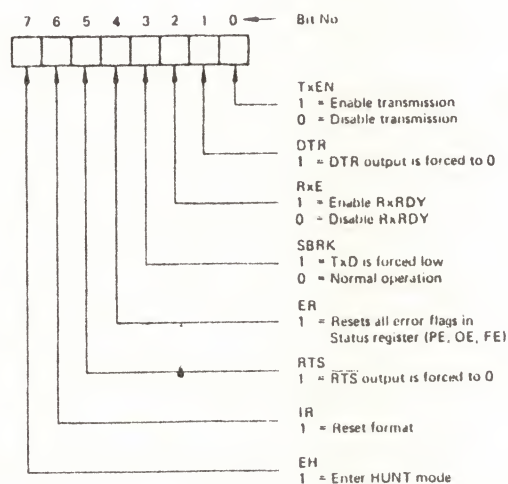 7 6 5 4 3 2 1 0 Bit No
TxEN
1 = Enable transmission
0 = Disable transmission
DTR
1 = DTR output is forced to 0
RxE
1 = Enable RxRDY
0 = Disable RxRDY
SBRK
1 = TxD is forced low
0 = Normal operation
ER
1 = Resets all error flags in
Status register (PE, OE, FE)
RTS
1 = R̅T̅S̅ output is forced to 0
IR
1 = Reset format
EH
1 = Enter HUNT mode